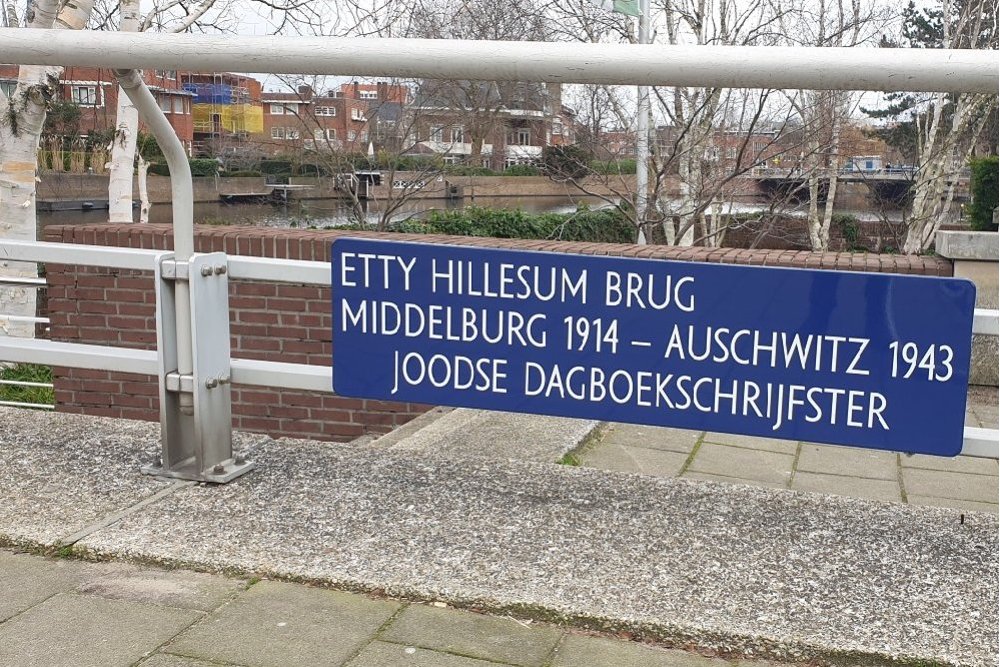 ETTY HILLESUM BRUG
MIDDELBURG 1914 – AUSCHWITZ 1943
JOODSE DAGBOEKSCHRIJFSTER